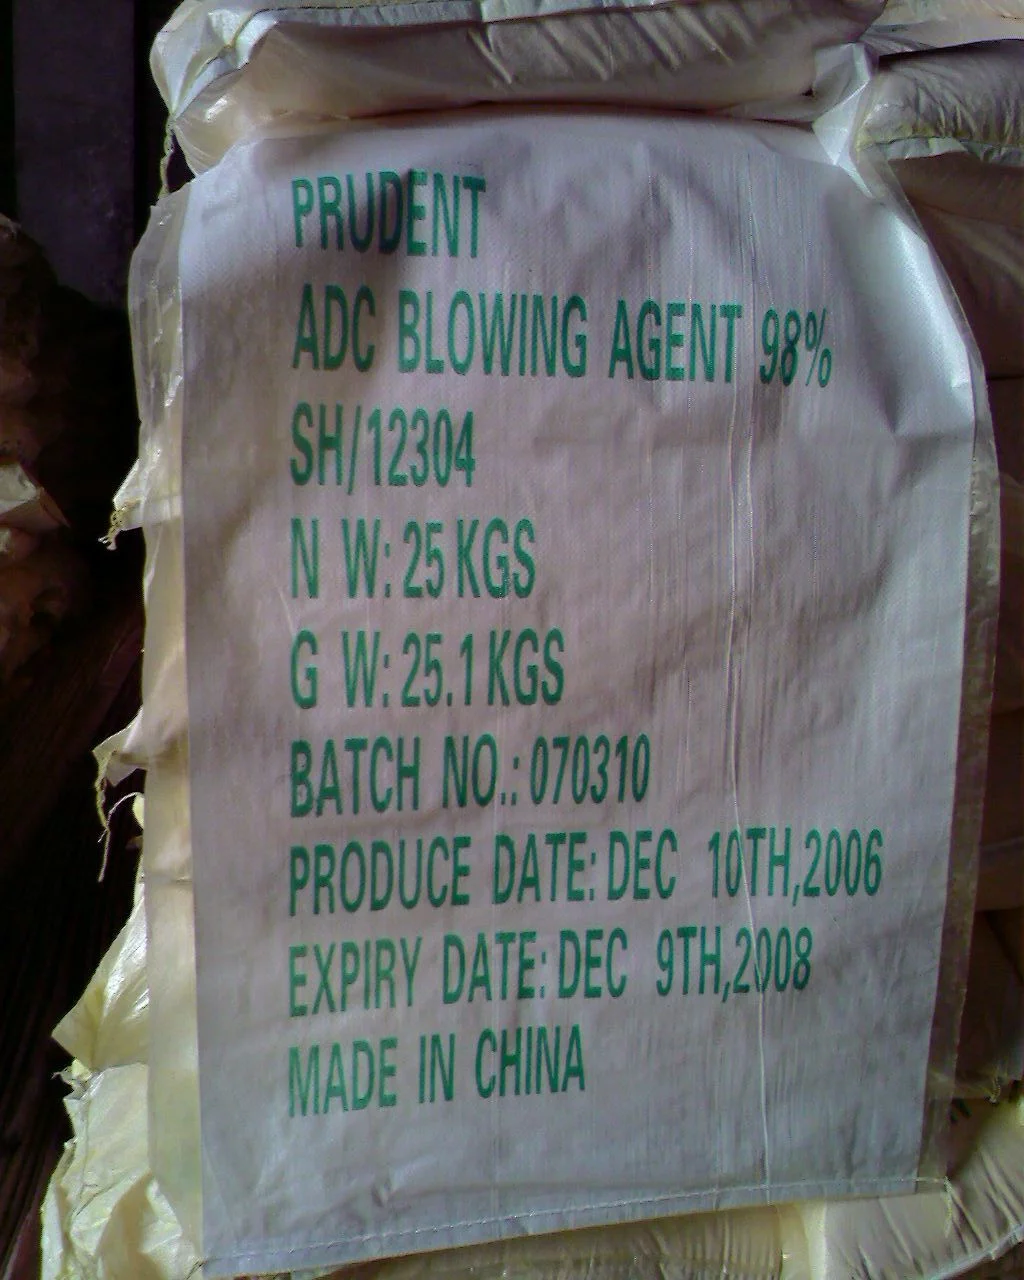 PRUDENT
ADC BLOWING AGENT 98%
SH/12304
N W: 25 KGS
G W: 25.1 KGS
BATCH NO.: 070310
PRODUCE DATE: DEC 10TH,2006
EXPIRY DATE: DEC 9TH,2008
MADE IN CHINA